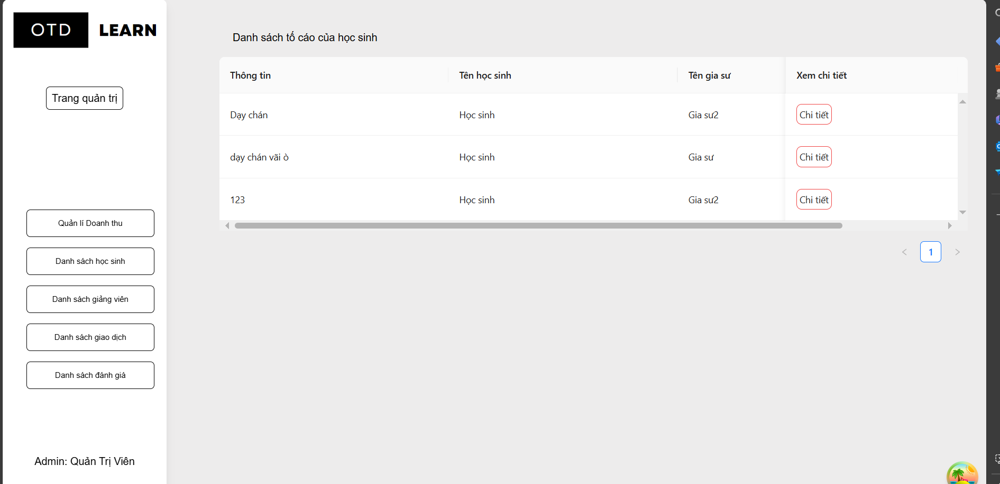 OTD LEARN
Trang quản trị
Quản lí Doanh thu
Danh sách học sinh
Danh sách giảng viên
Danh sách giao dịch
Danh sách đánh giá
Admin: Quản Trị Viên
Danh sách tố cáo của học sinh
Thông tin Tên học sinh Tên gia sư Xem chi tiết
Dạy chán Học sinh Gia sư2 Chi tiết
dạy chán vãi ò Học sinh Gia sư Chi tiết
123 Học sinh Gia sư2 Chi tiết
< 1 >